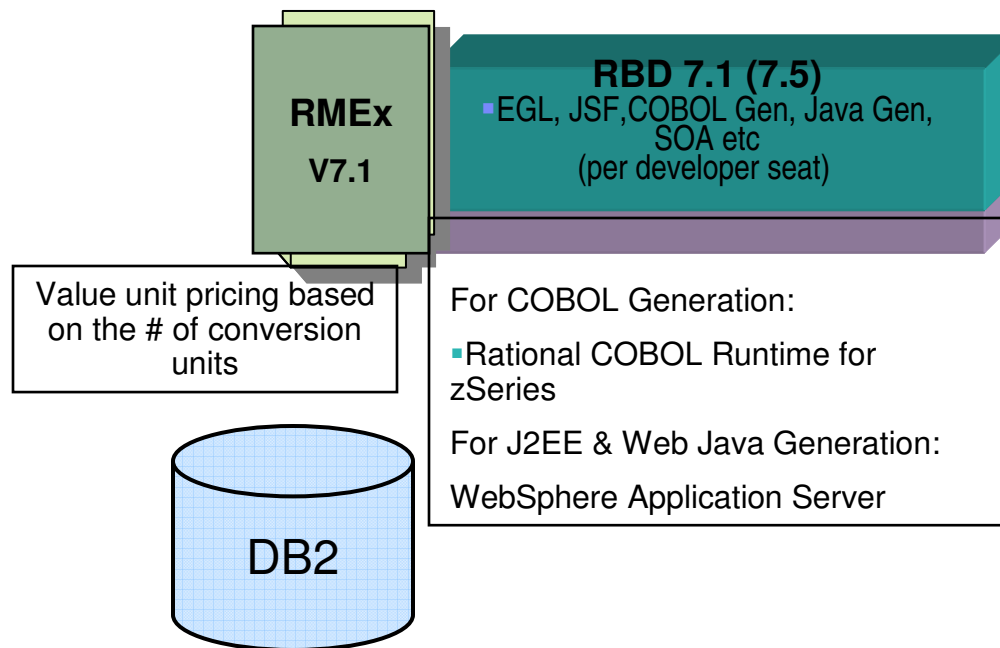 RMEx
V7.1
RBD 7.1 (7.5)
▪EGL, JSF,COBOL Gen, Java Gen,
SOA etc
(per developer seat)
Value unit pricing based
on the # of conversion
units
For COBOL Generation:
▪Rational COBOL Runtime for
zSeries
For J2EE & Web Java Generation:
WebSphere Application Server
DB2